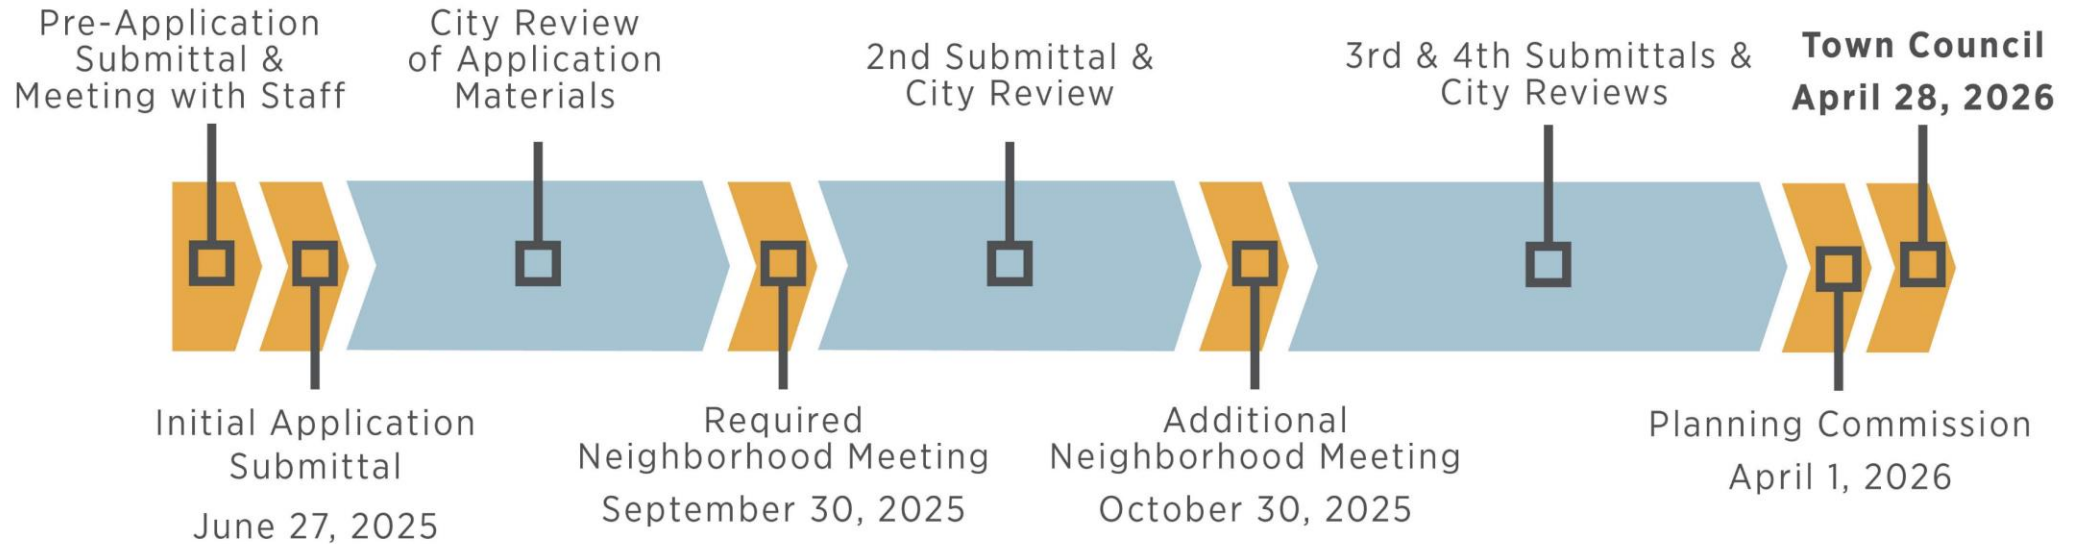 Pre-Application
Submittal &
Meeting with Staff
City Review
of Application
Materials
2nd Submittal &
City Review
3rd & 4th Submittals &
City Reviews
Town Council
April 28, 2026
Initial Application
Submittal
June 27, 2025
Required
Neighborhood Meeting
September 30, 2025
Additional
Neighborhood Meeting
October 30, 2025
Planning Commission
April 1, 2026